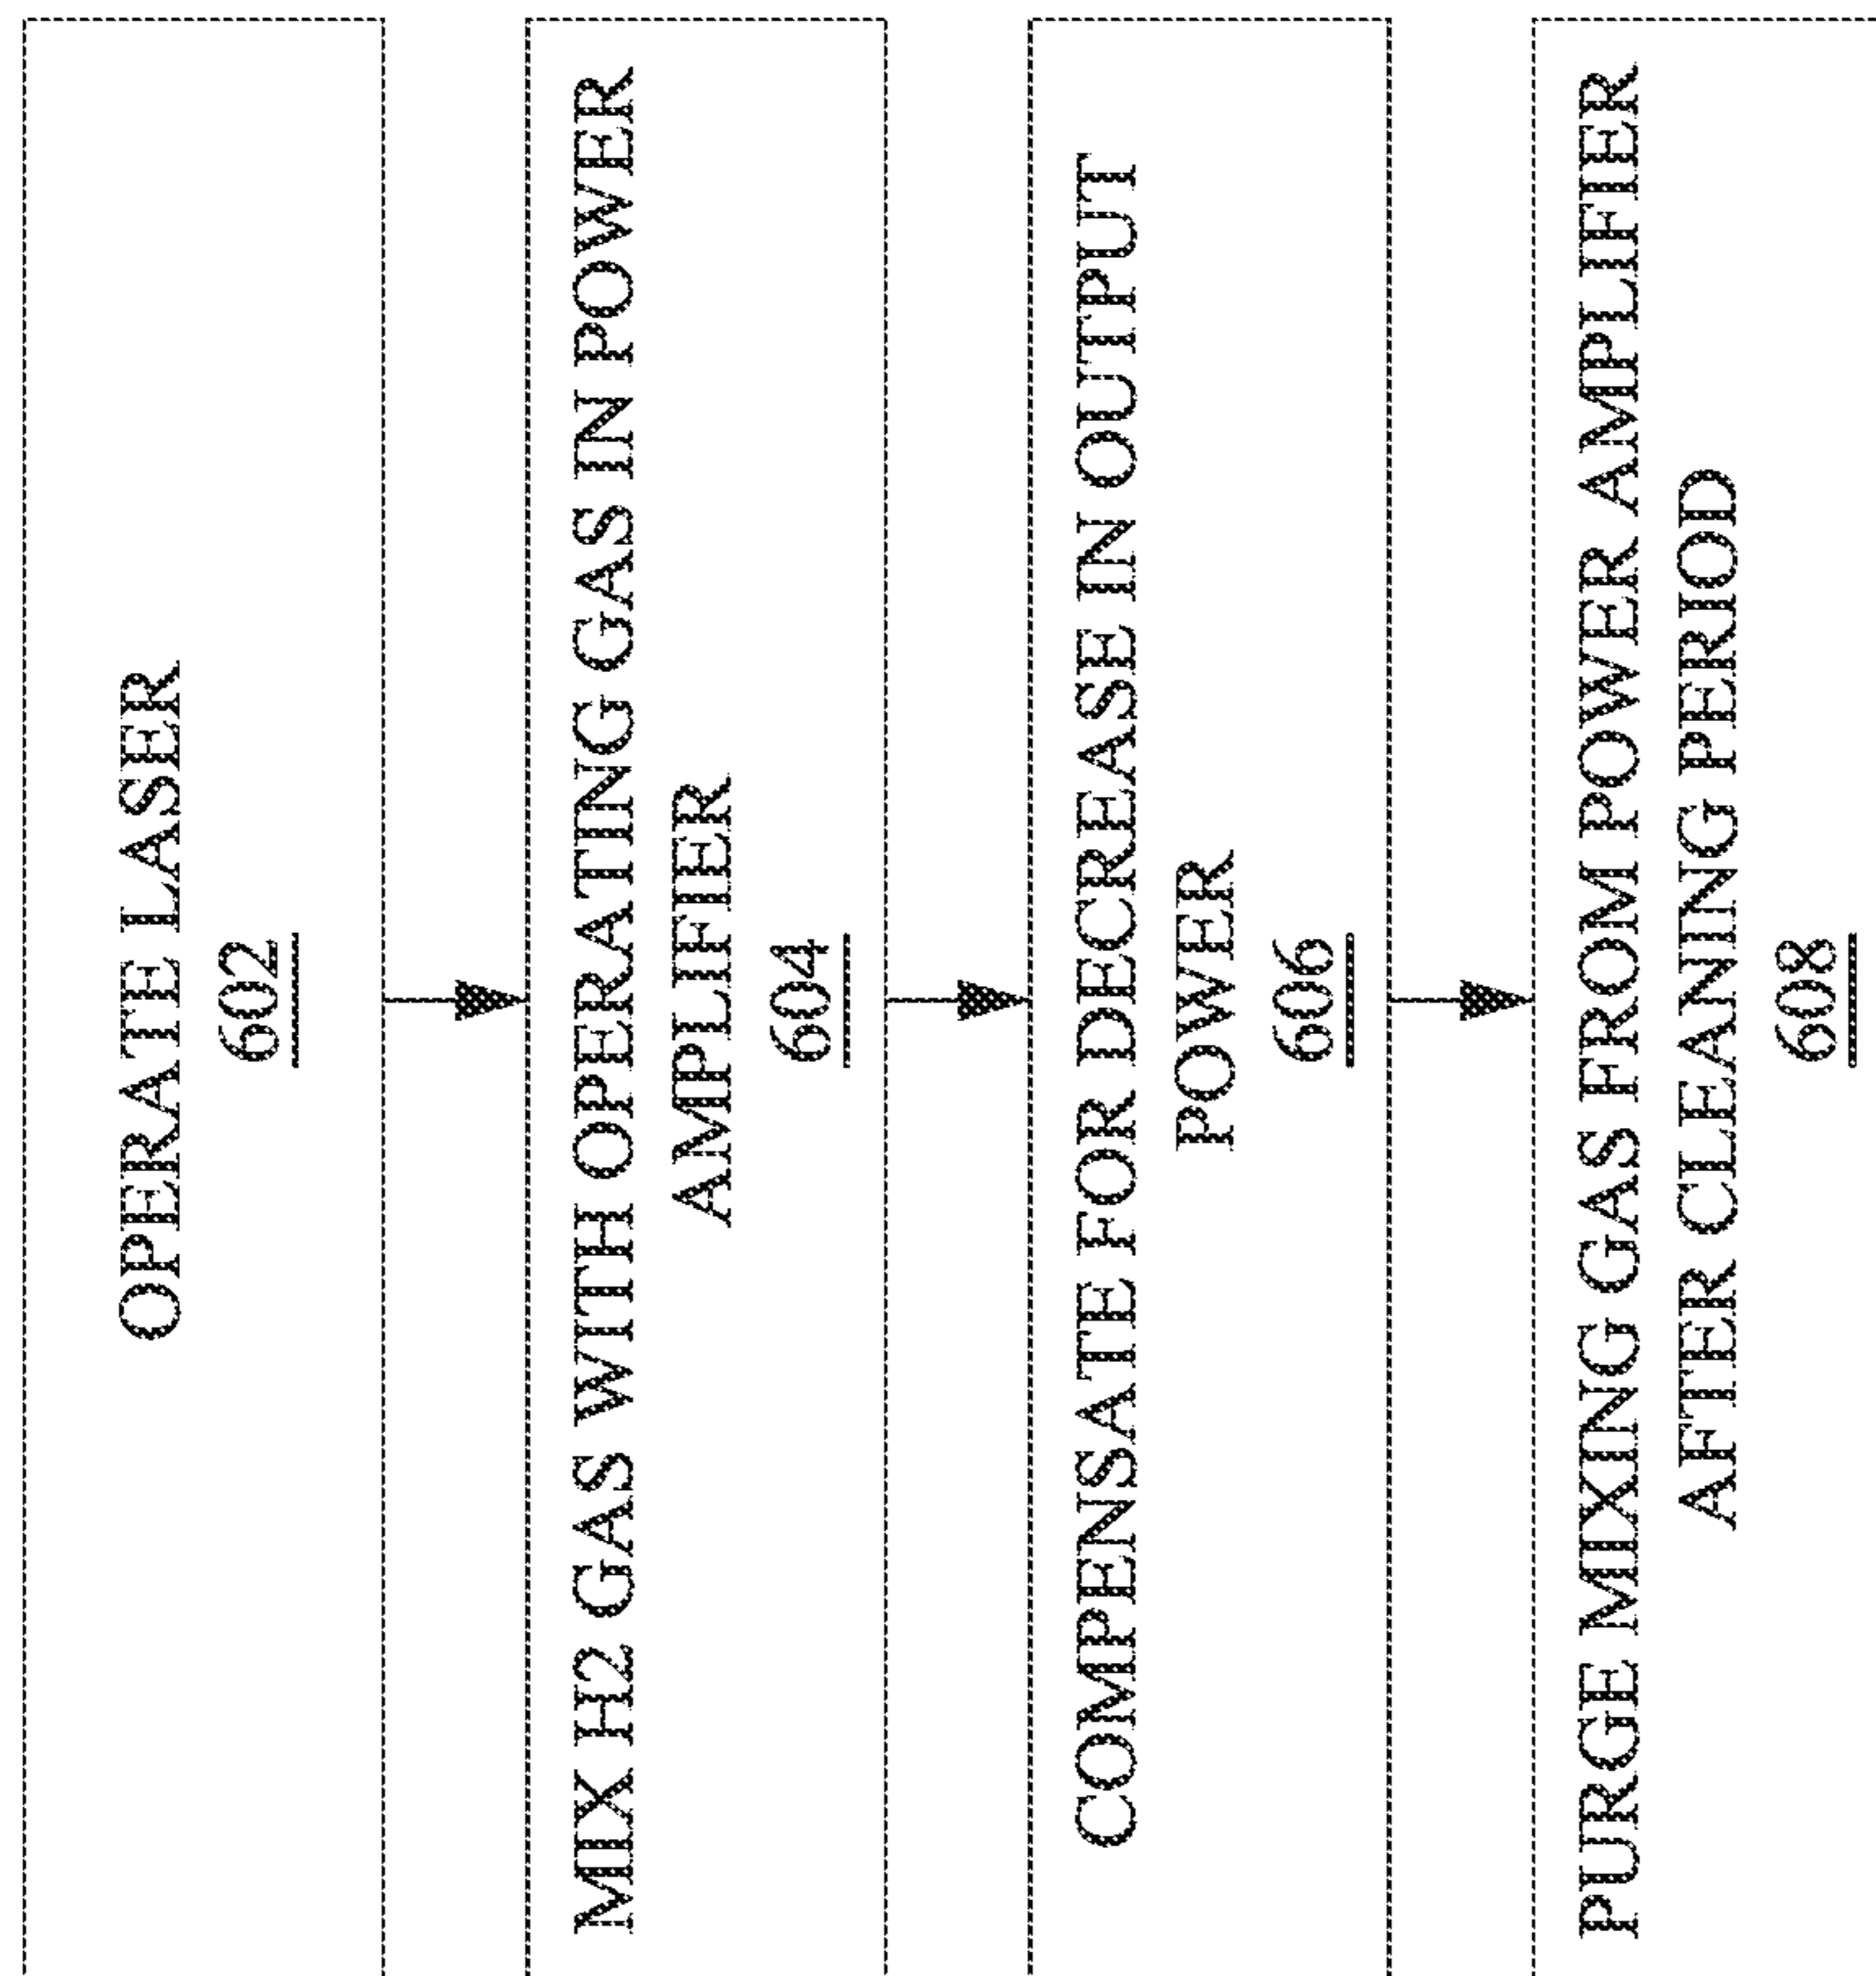 OPERATE LASER
602
MIX H2 GAS WITH OPERATING GAS IN POWER
AMPLIFIER
604
COMPENSATE FOR DECREASE IN OUTPUT
POWER
606
PURGE MIXING GAS FROM POWER AMPLIFIER
AFTER CLEANING PERIOD
608